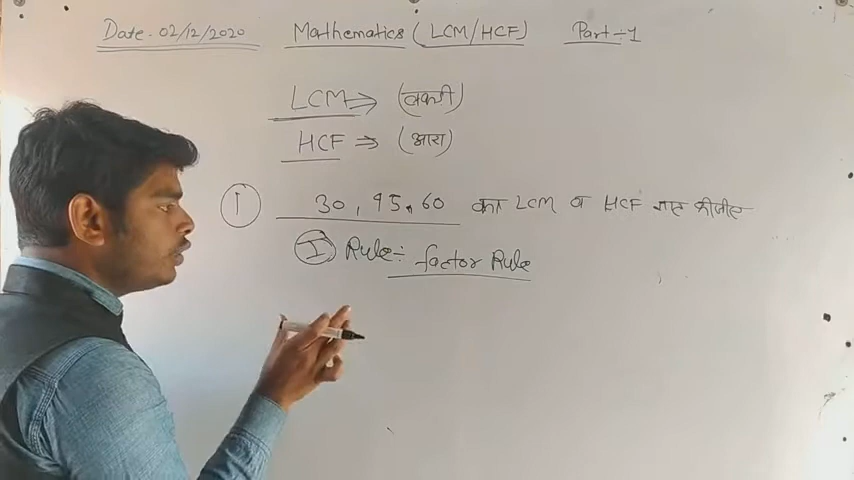 Date. 02/12/2020 Mathematics (LCM/HCF) Part-1
LCM ⇒ (चक्की)
HCF ⇒ (आरा)
1 30, 45, 60 का LCM व HCF ज्ञात कीजीए
I Rule÷ factor Rule